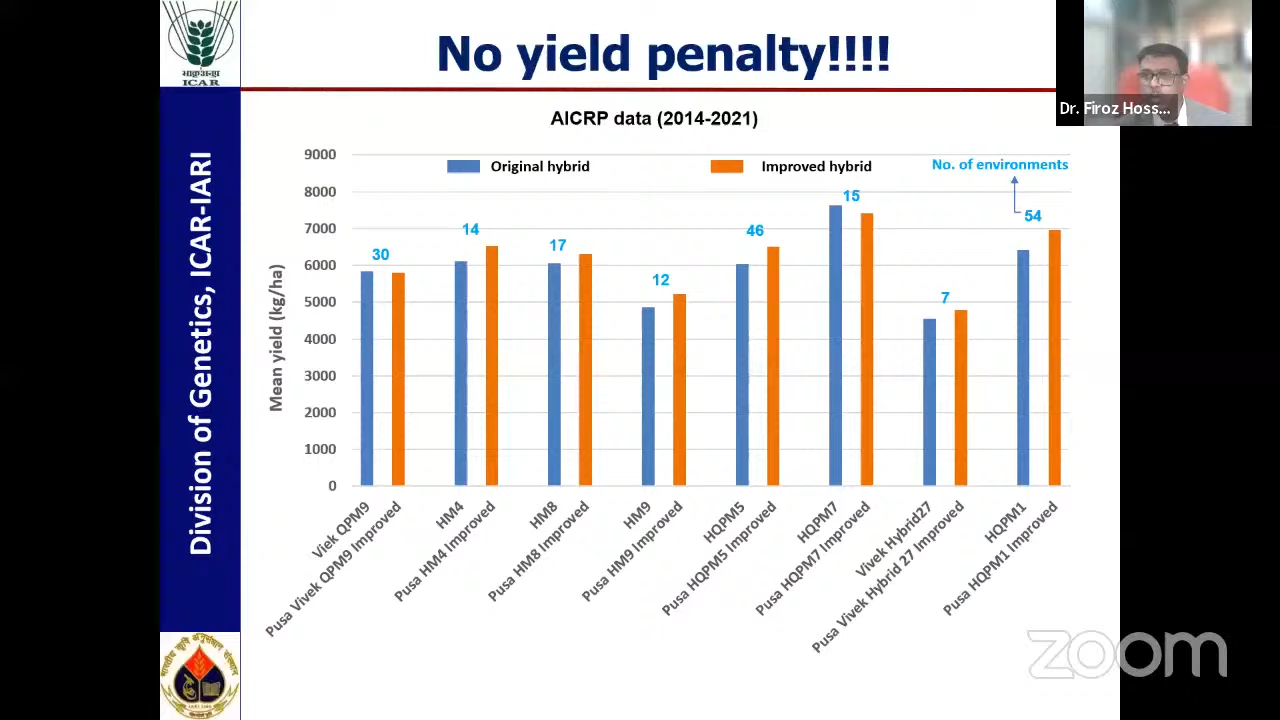 भाकृअनुप
ICAR
Division of Genetics, ICAR-IARI
No yield penalty!!!!
Dr. Firoz Hoss...
AICRP data (2014-2021)
Original hybrid
Improved hybrid
No. of environments
Mean yield (kg/ha)
9000
8000
7000
6000
5000
4000
3000
2000
1000
0
30
14
17
12
46
15
7
54
Viek QPM9
Pusa Vivek QPM9 Improved
HM4
Pusa HM4 Improved
HM8
Pusa HM8 Improved
HM9
Pusa HM9 Improved
HQPM5
Pusa HQPM5 Improved
HQPM7
Pusa HQPM7 Improved
Vivek Hybrid27
Pusa Vivek Hybrid 27 Improved
HQPM1
Pusa HQPM1 Improved
भारतीय कृषि अनुसंधान संस्थान
zoom